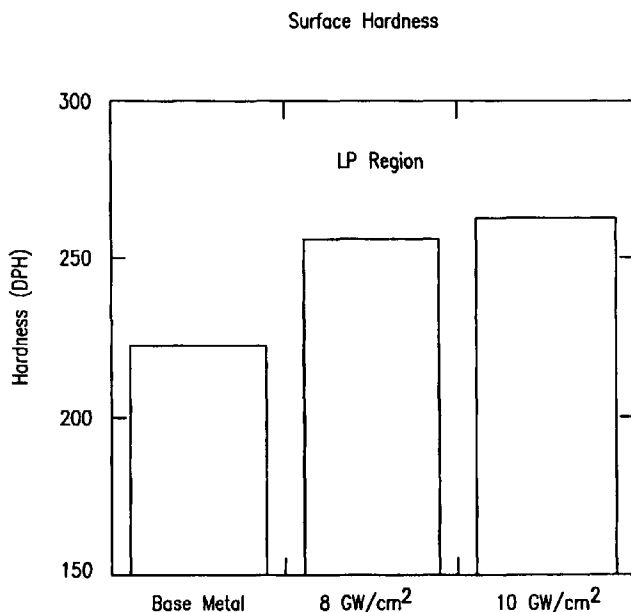 Surface Hardness
300
LP Region
250
Hardness (DPH)
200
150
Base Metal
8 GW/cm²
10 GW/cm²